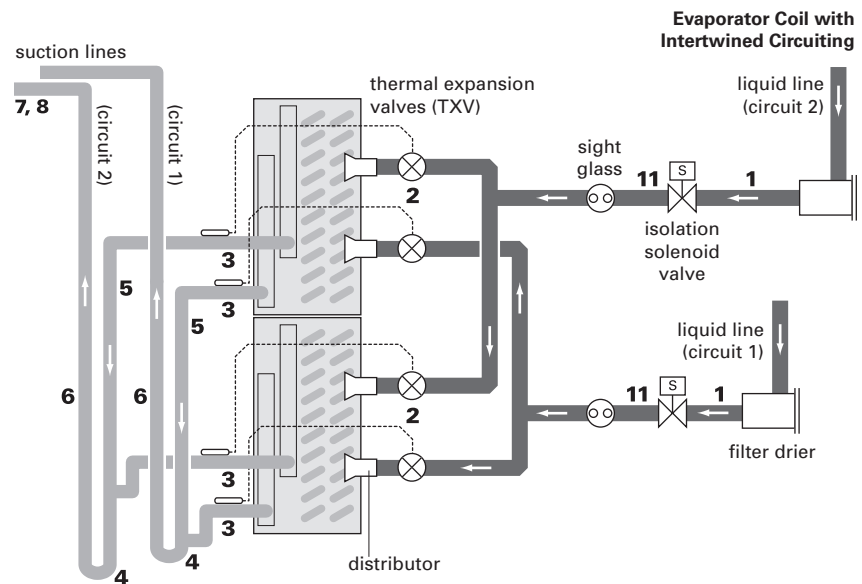 Evaporator Coil with
Intertwined Circuiting
suction lines
7, 8
(circuit 2)
(circuit 1)
thermal expansion
valves (TXV)
liquid line
(circuit 2)
sight
glass
11
S
1
isolation
solenoid
valve
2
3
3
5
5
6
6
liquid line
(circuit 1)
11
S
1
filter drier
2
3
3
4
4
distributor